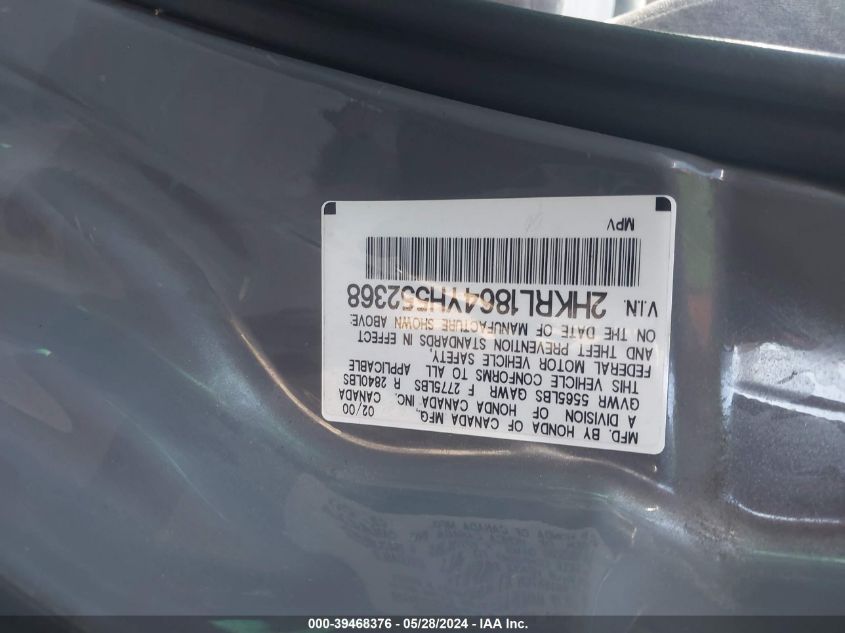 MFD. BY HONDA OF CANADA MFG.
A DIVISION OF HONDA CANADA INC. 02/00
GVWR 5565LBS GAWR F 2775LBS R 2840LBS CANADA
THIS VEHICLE CONFORMS TO ALL APPLICABLE
FEDERAL MOTOR VEHICLE SAFETY,
AND THEFT PREVENTION STANDARDS IN EFFECT
ON THE DATE OF MANUFACTURE SHOWN ABOVE
V.I.N. 2HKRL1864YH552368
MPV
000-39468376 - 05/28/2024 - IAA Inc.